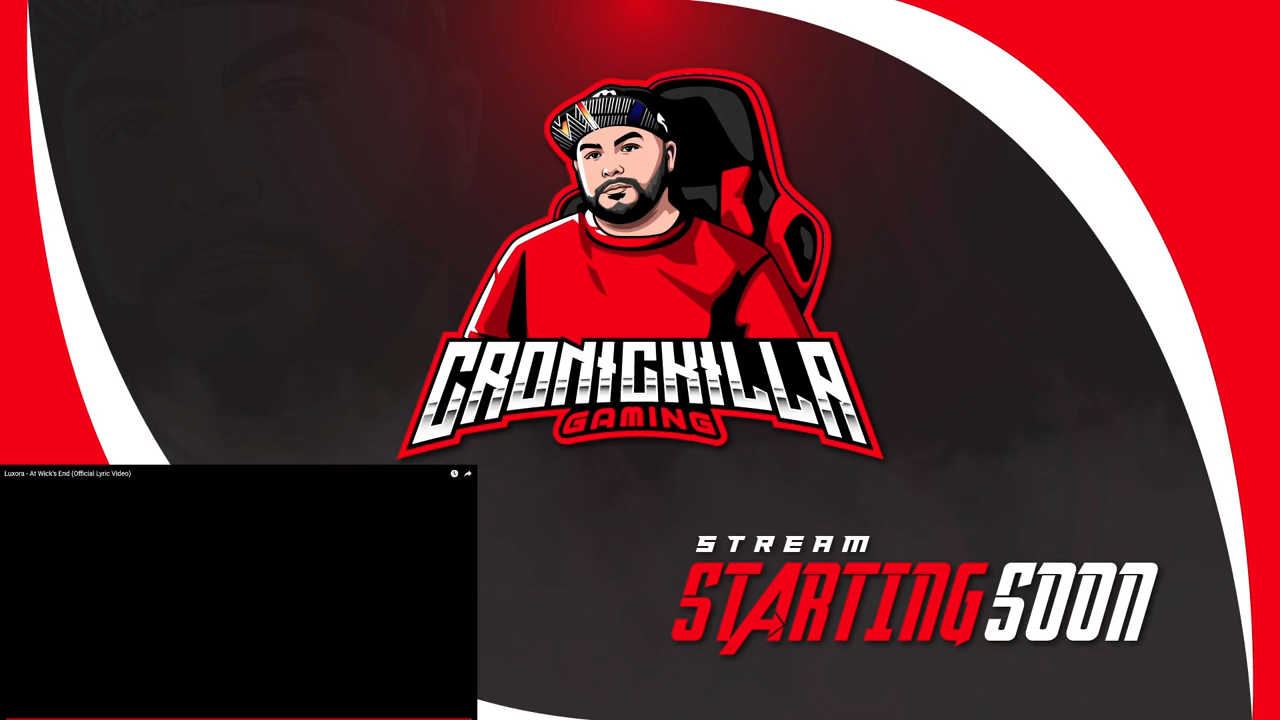 CRONICKILLA
GAMING
Luxora - At Wick's End (Official Lyric Video)
STREAM
STARTING SOON